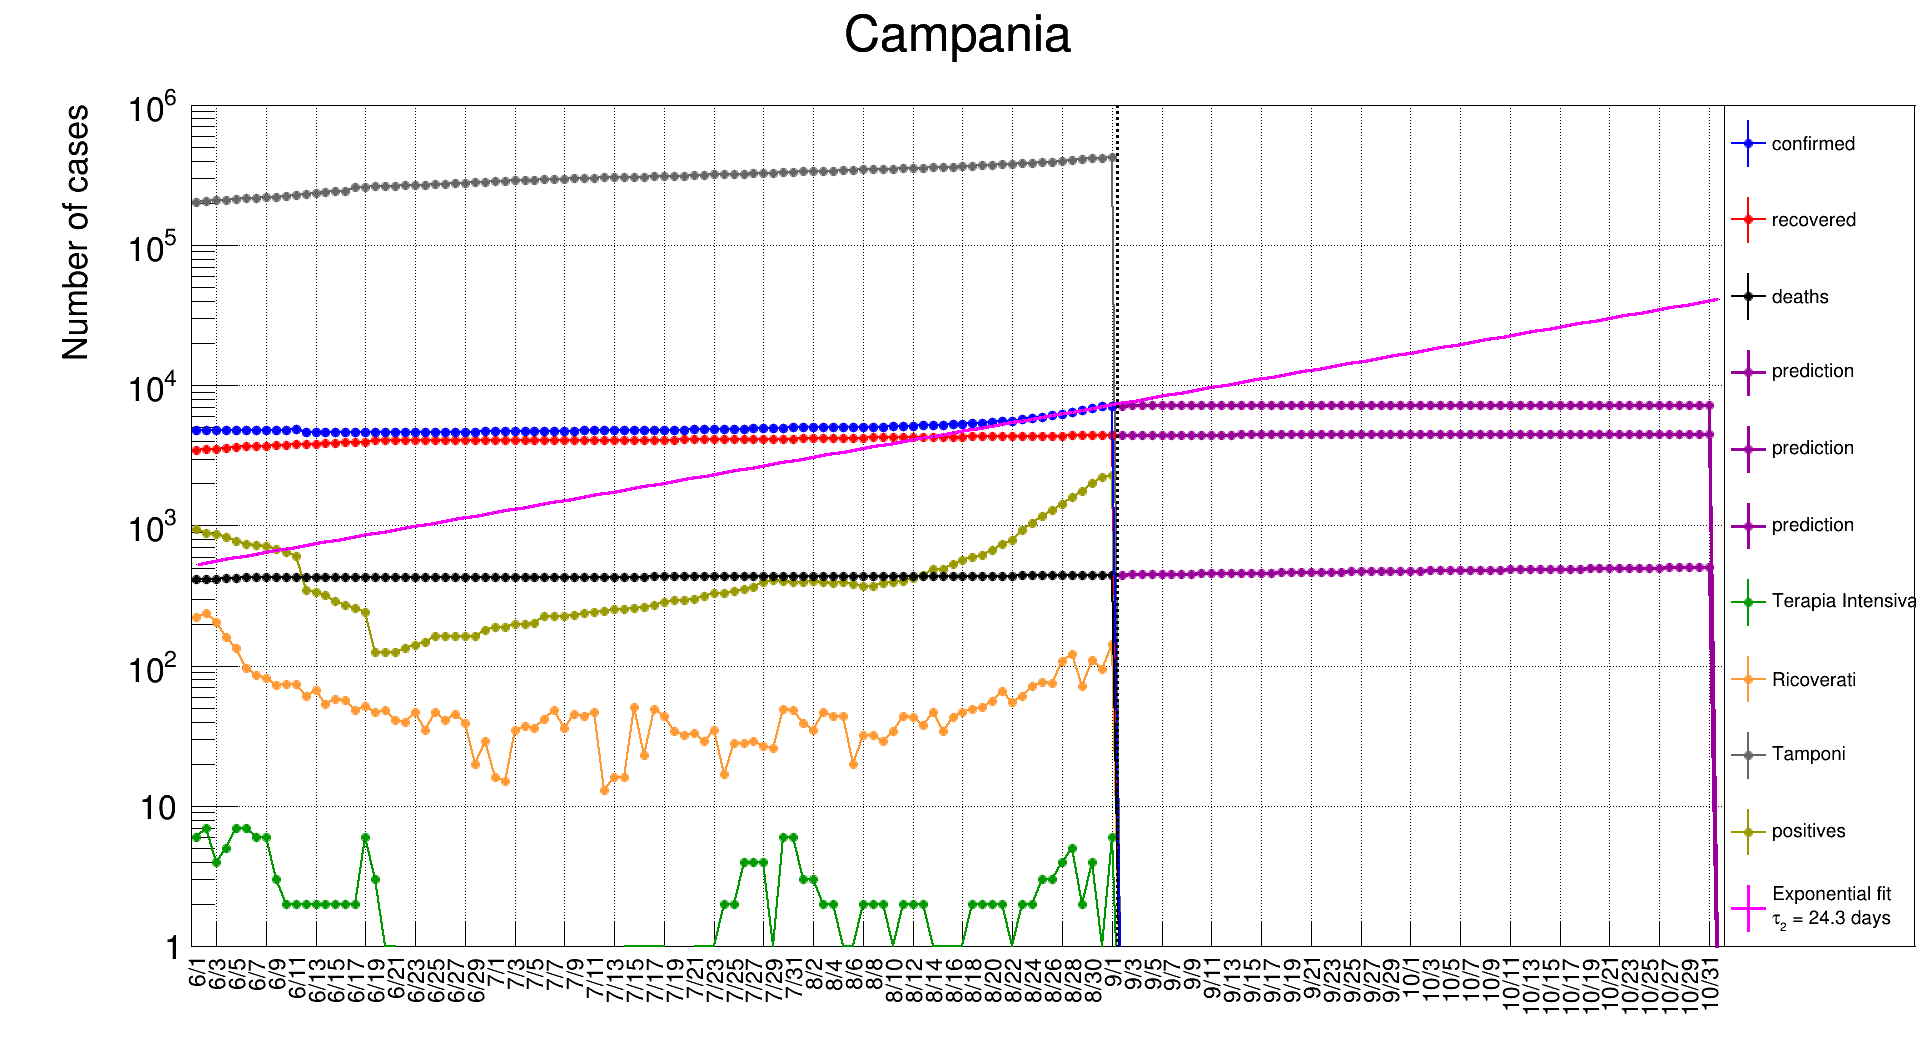 Campania
Number of cases
10^6
10^5
10^4
10^3
10^2
10
1
6/1 6/3 6/5 6/7 6/9 6/11 6/13 6/15 6/17 6/19 6/21 6/23 6/25 6/27 6/29 7/1 7/3 7/5 7/7 7/9 7/11 7/13 7/15 7/17 7/19 7/21 7/23 7/25 7/27 7/29 7/31 8/2 8/4 8/6 8/8 8/10 8/12 8/14 8/16 8/18 8/20 8/22 8/24 8/26 8/28 8/30 9/1 9/3 9/5 9/7 9/9 9/11 9/13 9/15 9/17 9/19 9/21 9/23 9/25 9/27 9/29 10/1 10/3 10/5 10/7 10/9 10/11 10/13 10/15 10/17 10/19 10/21 10/23 10/25 10/27 10/29 10/31
confirmed
recovered
deaths
prediction
prediction
prediction
Terapia Intensiva
Ricoverati
Tamponi
positives
Exponential fit
τ_2 = 24.3 days